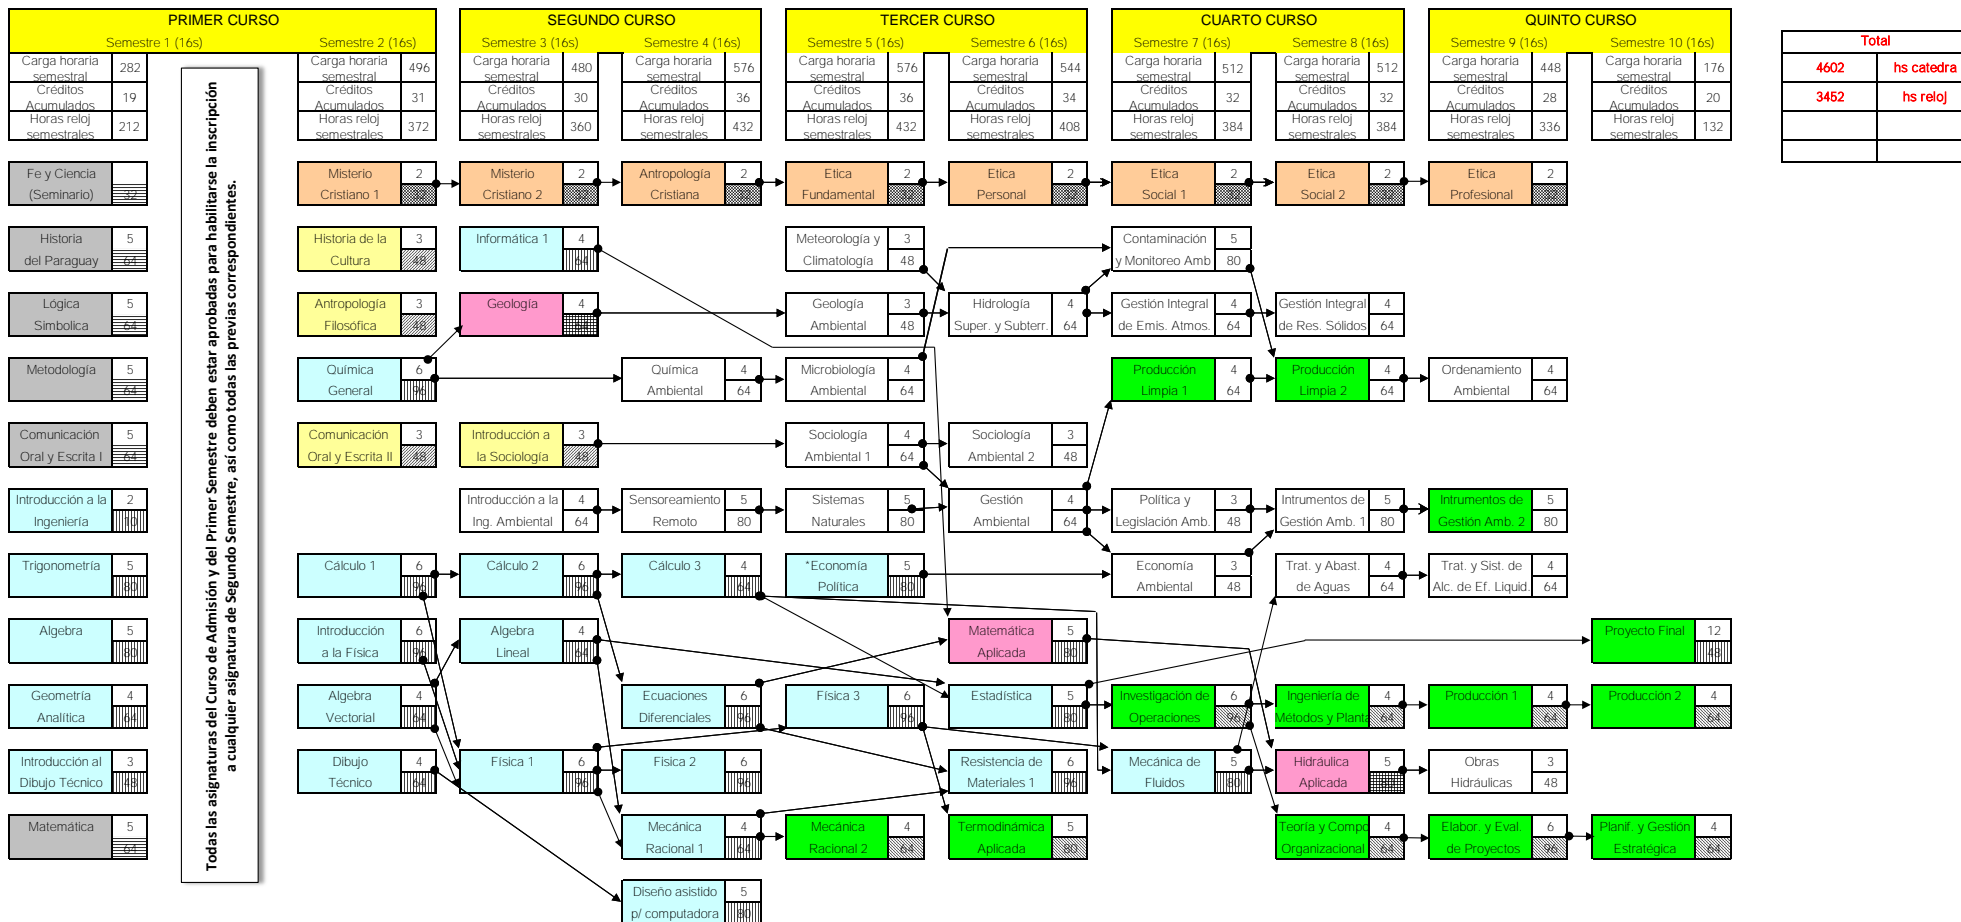 PRIMER CURSO
Semestre 1 (16s)
Semestre 2 (16s)
SEGUNDO CURSO
Semestre 3 (16s)
Semestre 4 (16s)
TERCER CURSO
Semestre 5 (16s)
Semestre 6 (16s)
CUARTO CURSO
Semestre 7 (16s)
Semestre 8 (16s)
QUINTO CURSO
Semestre 9 (16s)
Semestre 10 (16s)
Total
4602 hs catedra
3452 hs reloj
Carga horaria semestral 282
Créditos Acumulados 19
Horas reloj semestrales 212
Carga horaria semestral 496
Créditos Acumulados 31
Horas reloj semestrales 372
Carga horaria semestral 480
Créditos Acumulados 30
Horas reloj semestrales 360
Carga horaria semestral 576
Créditos Acumulados 36
Horas reloj semestrales 432
Carga horaria semestral 576
Créditos Acumulados 36
Horas reloj semestrales 432
Carga horaria semestral 544
Créditos Acumulados 34
Horas reloj semestrales 408
Carga horaria semestral 512
Créditos Acumulados 32
Horas reloj semestrales 384
Carga horaria semestral 512
Créditos Acumulados 32
Horas reloj semestrales 384
Carga horaria semestral 448
Créditos Acumulados 28
Horas reloj semestrales 336
Carga horaria semestral 176
Créditos Acumulados 20
Horas reloj semestrales 132
Todas las asignaturas del Curso de Admisión y del Primer Semestre deben estar aprobadas para habilitarse la inscripción
a cualquier asignatura de Segundo Semestre, así como todas las previas correspondientes.
Fe y Ciencia
(Seminario) 32
Misterio 2
Cristiano 1 32
Misterio 2
Cristiano 2 32
Antropología 2
Cristiana 32
Etica 2
Fundamental 32
Etica 2
Personal 32
Etica 2
Social 1 32
Etica 2
Social 2 32
Etica 2
Profesional 32
Historia 5
del Paraguay 64
Historia de la 3
Cultura 48
Informática 1 4
64
Meteorología y 3
Climatología 48
Contaminación 5
y Monitoreo Amb 80
Lógica 5
Simbolica 64
Antropología 3
Filosófica 48
Geología 4
64
Geología 3
Ambiental 48
Hidrología 4
Super. y Subterr. 64
Gestión Integral 4
de Emis. Atmos. 64
Gestión Integral 4
de Res. Sólidos 64
Metodología 5
64
Química 6
General 96
Química 4
Ambiental 64
Microbiología 4
Ambiental 64
Producción 4
Limpia 1 64
Producción 4
Limpia 2 64
Ordenamiento 4
Ambiental 64
Comunicación 5
Oral y Escrita I 64
Comunicación 3
Oral y Escrita II 48
Introducción a 3
la Sociología 48
Sociología 4
Ambiental 1 64
Sociología 3
Ambiental 2 48
Introducción a la 2
Ingeniería 10
Introducción a la 4
Ing. Ambiental 64
Sensoreamiento 5
Remoto 80
Sistemas 5
Naturales 80
Gestión 4
Ambiental 64
Política y 3
Legislación Amb. 48
Intrumentos de 5
Gestión Amb. 1 80
Intrumentos de 5
Gestión Amb. 2 80
Trigonometría 5
80
Cálculo 1 6
96
Cálculo 2 6
96
Cálculo 3 4
64
*Economía 5
Política 80
Economía 3
Ambiental 48
Trat. y Abast. 4
de Aguas 64
Trat. y Sist. de 4
Alc. de Ef. Liquid. 64
Algebra 5
80
Introducción 6
a la Física 96
Algebra 4
Lineal 64
Matemática 5
Aplicada 80
Proyecto Final 12
48
Geometría 4
Analítica 64
Algebra 4
Vectorial 64
Ecuaciones 6
Diferenciales 96
Física 3 6
96
Estadística 5
80
Investigación de 6
Operaciones 96
Ingeniería de 4
Métodos y Planta 64
Producción 1 4
64
Producción 2 4
64
Introducción al 3
Dibujo Técnico 48
Dibujo 4
Técnico 64
Física 1 6
96
Fisica 2 6
96
Resistencia de 6
Materiales 1 96
Mecánica de 5
Fluidos 80
Hidráulica 5
Aplicada
Obras 3
Hidráulicas 48
Matemática 5
64
Mecánica 4
Racional 1 64
Mecánica 4
Racional 2 64
Termodinámica 5
Aplicada 80
Teoría y Compo 4
Organizacional 64
Elabor. y Eval. 6
de Proyectos 96
Planif. y Gestión 4
Estratégica 64
Diseño asistido 5
p/ computadora 80